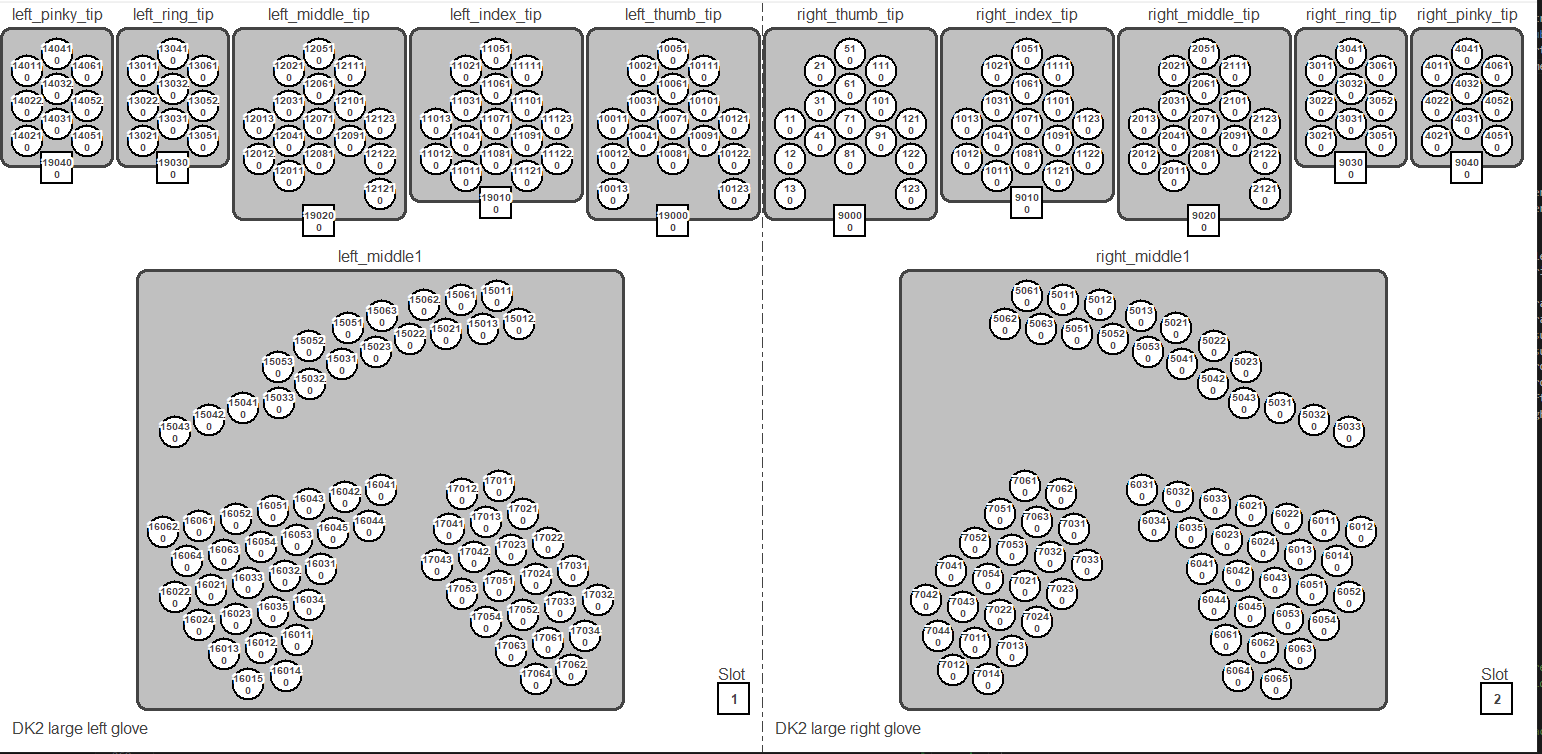 left_pinky_tip left_ring_tip left_middle_tip left_index_tip left_thumb_tip right_thumb_tip right_index_tip right_middle_tip right_ring_tip right_pinky_tip
14041 0
14011 0 14061 0
14032 0
14022 0 14052 0
14031 0
14021 0 14051 0
19040 0
13041 0
13011 0 13061 0
13032 0
13022 0 13052 0
13031 0
13021 0 13051 0
19030 0
12051 0
12021 0 12111 0
12061 0
12031 0 12101 0
12013 0 12071 0 12123 0
12041 0 12091 0
12012 0 12081 0 12122 0
12011 0
12121 0
19020 0
11051 0
11021 0 11111 0
11061 0
11031 0 11101 0
11013 0 11071 0 11123 0
11041 0 11091 0
11012 0 11081 0 11122 0
11011 0 11121 0
19010 0
10051 0
10021 0 10111 0
10061 0
10031 0 10101 0
10011 0 10071 0 10121 0
10041 0 10091 0
10012 0 10081 0 10122 0
10013 0 10123 0
19000 0
51 0
21 0 111 0
61 0
31 0 101 0
11 0 71 0 121 0
41 0 91 0
12 0 81 0 122 0
13 0 123 0
9000 0
1051 0
1021 0 1111 0
1061 0
1031 0 1101 0
1013 0 1071 0 1123 0
1041 0 1091 0
1012 0 1081 0 1122 0
1011 0 1121 0
9010 0
2051 0
2021 0 2111 0
2061 0
2031 0 2101 0
2013 0 2071 0 2123 0
2041 0 2091 0
2012 0 2081 0 2122 0
2011 0
2121 0
9020 0
3041 0
3011 0 3061 0
3032 0
3022 0 3052 0
3031 0
3021 0 3051 0
9030 0
4041 0
4011 0 4061 0
4032 0
4022 0 4052 0
4031 0
4021 0 4051 0
9040 0
left_middle1
15062 0 15061 0 15011 0
15051 0 15063 0
15022 0 15021 0 15013 0 15012 0
15053 0 15052 0 15031 0 15023 0
15043 0 15042 0 15041 0 15033 0 15032 0
16062 0 16061 0 16052 0 16051 0 16043 0 16042 0 16041 0
16064 0 16063 0 16054 0 16053 0 16045 0 16044 0
16022 0 16021 0 16033 0 16032 0 16031 0
16024 0 16023 0 16035 0 16034 0
16013 0 16012 0 16011 0
16015 0 16014 0
17012 0 17011 0
17041 0 17013 0 17021 0
17043 0 17042 0 17023 0 17022 0
17053 0 17051 0 17024 0 17031 0
17054 0 17052 0 17033 0 17032 0
17063 0 17061 0 17034 0
17064 0 17062 0
Slot
1
DK2 large left glove
right_middle1
5061 0 5011 0 5012 0 5013 0 5021 0 5022 0 5023 0
5062 0 5063 0 5051 0 5052 0 5053 0 5041 0 5042 0 5043 0 5031 0 5032 0 5033 0
7061 0 7062 0
7051 0 7063 0 7031 0
7052 0 7053 0 7032 0 7033 0
7041 0 7054 0 7021 0 7023 0
7042 0 7043 0 7022 0 7024 0
7044 0 7011 0 7013 0
7012 0 7014 0
6031 0 6032 0 6033 0 6021 0 6022 0 6011 0 6012 0
6034 0 6035 0 6023 0 6024 0 6013 0 6014 0
6041 0 6042 0 6043 0 6051 0 6052 0
6044 0 6045 0 6053 0 6054 0
6061 0 6062 0 6063 0
6064 0 6065 0
Slot
2
DK2 large right glove